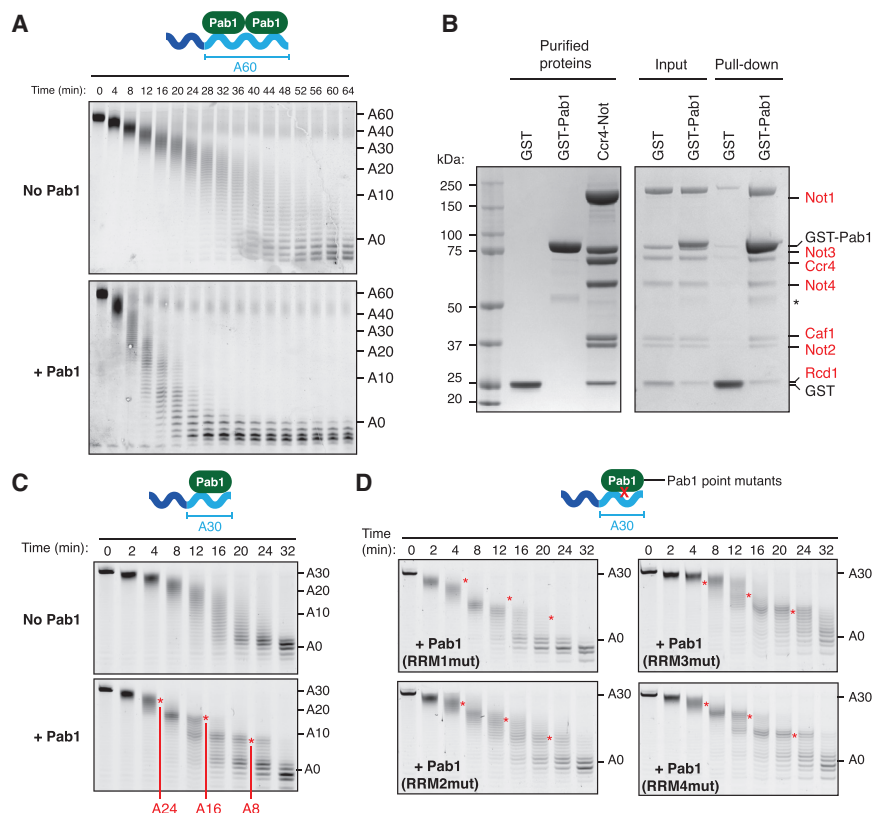 A
Pab1 Pab1
A60
Time (min): 0 4 8 12 16 20 24 28 32 36 40 44 48 52 56 60 64
No Pab1
A60
A40
A30
A20
A10
A0
+ Pab1
A60
A40
A30
A20
A10
A0
B
Purified
proteins
Input
Pull-down
GST
GST-Pab1
Ccr4-Not
GST
GST-Pab1
GST
GST-Pab1
kDa:
250
150
100
75
50
37
25
20
Not1
GST-Pab1
Not3
Ccr4
Not4
*
Caf1
Not2
Rcd1
GST
C
Pab1
A30
Time (min): 0 2 4 8 12 16 20 24 32
No Pab1
A30
A20
A10
A0
+ Pab1
A30
A20
A10
A0
* * *
A24 A16 A8
D
Pab1
X
Pab1 point mutants
A30
Time
(min): 0 2 4 8 12 16 20 24 32
0 2 4 8 12 16 20 24 32
* * *
+ Pab1
(RRM1mut)
A30
A0
* * *
+ Pab1
(RRM3mut)
A30
A0
* * *
+ Pab1
(RRM2mut)
A30
A0
* * *
+ Pab1
(RRM4mut)
A30
A0